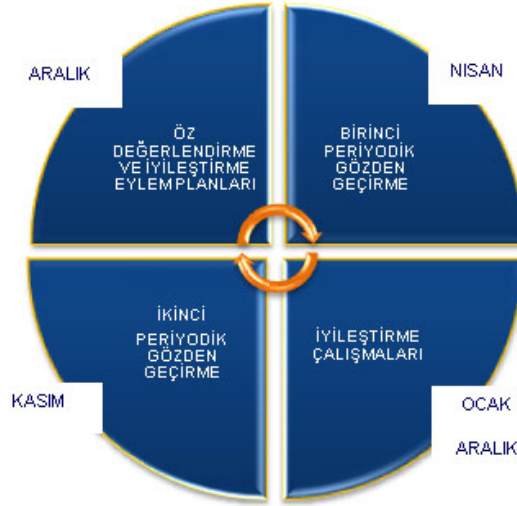 ARALIK
NISAN
ÖZ
DEĞERLENDİRME
VE İYİLEŞTİRME
EYLEM PLANLARI
BİRİNCİ
PERİYODİK
GÖZDEN
GEÇİRME
İKİNCİ
PERİYODİK
GÖZDEN
GEÇİRME
İYİLEŞTİRME
ÇALIŞMALARI
KASIM
OCAK
ARALIK